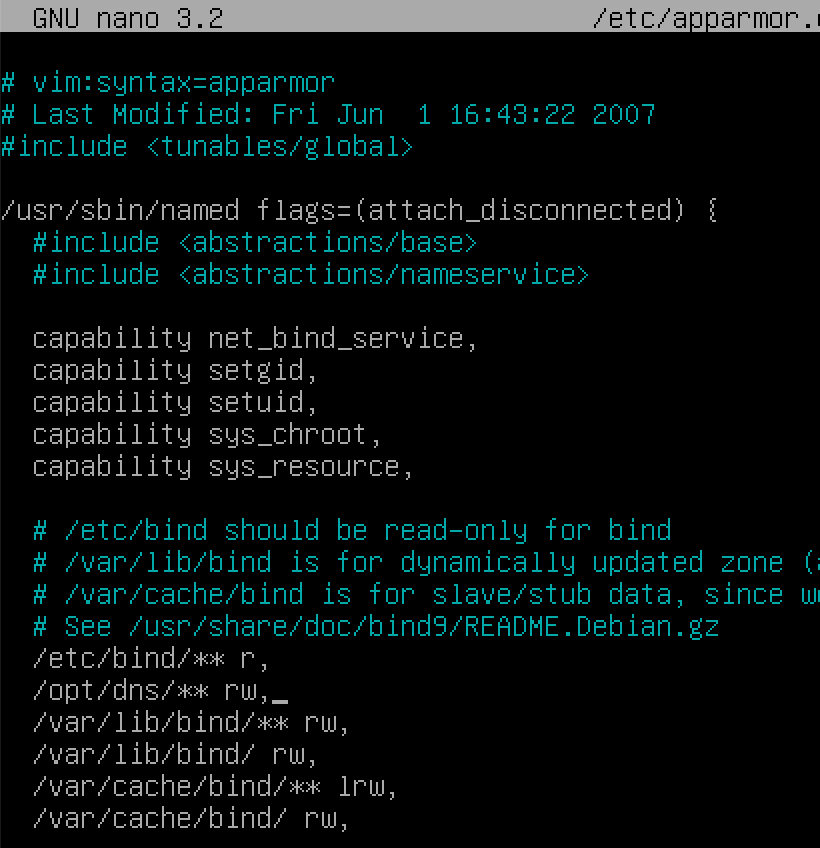 GNU nano 3.2 /etc/apparmor.
# vim:syntax=apparmor
# Last Modified: Fri Jun  1 16:43:22 2007
#include <tunables/global>
/usr/sbin/named flags=(attach_disconnected) {
#include <abstractions/base>
#include <abstractions/nameservice>
capability net_bind_service,
capability setgid,
capability setuid,
capability sys_chroot,
capability sys_resource,
# /etc/bind should be read-only for bind
# /var/lib/bind is for dynamically updated zone (
# /var/cache/bind is for slave/stub data, since
# See /usr/share/doc/bind9/README.Debian.gz
/etc/bind/** r,
/opt/dns/** rw,
/var/lib/bind/** rw,
/var/lib/bind/ rw,
/var/cache/bind/** lrw,
/var/cache/bind/ rw,